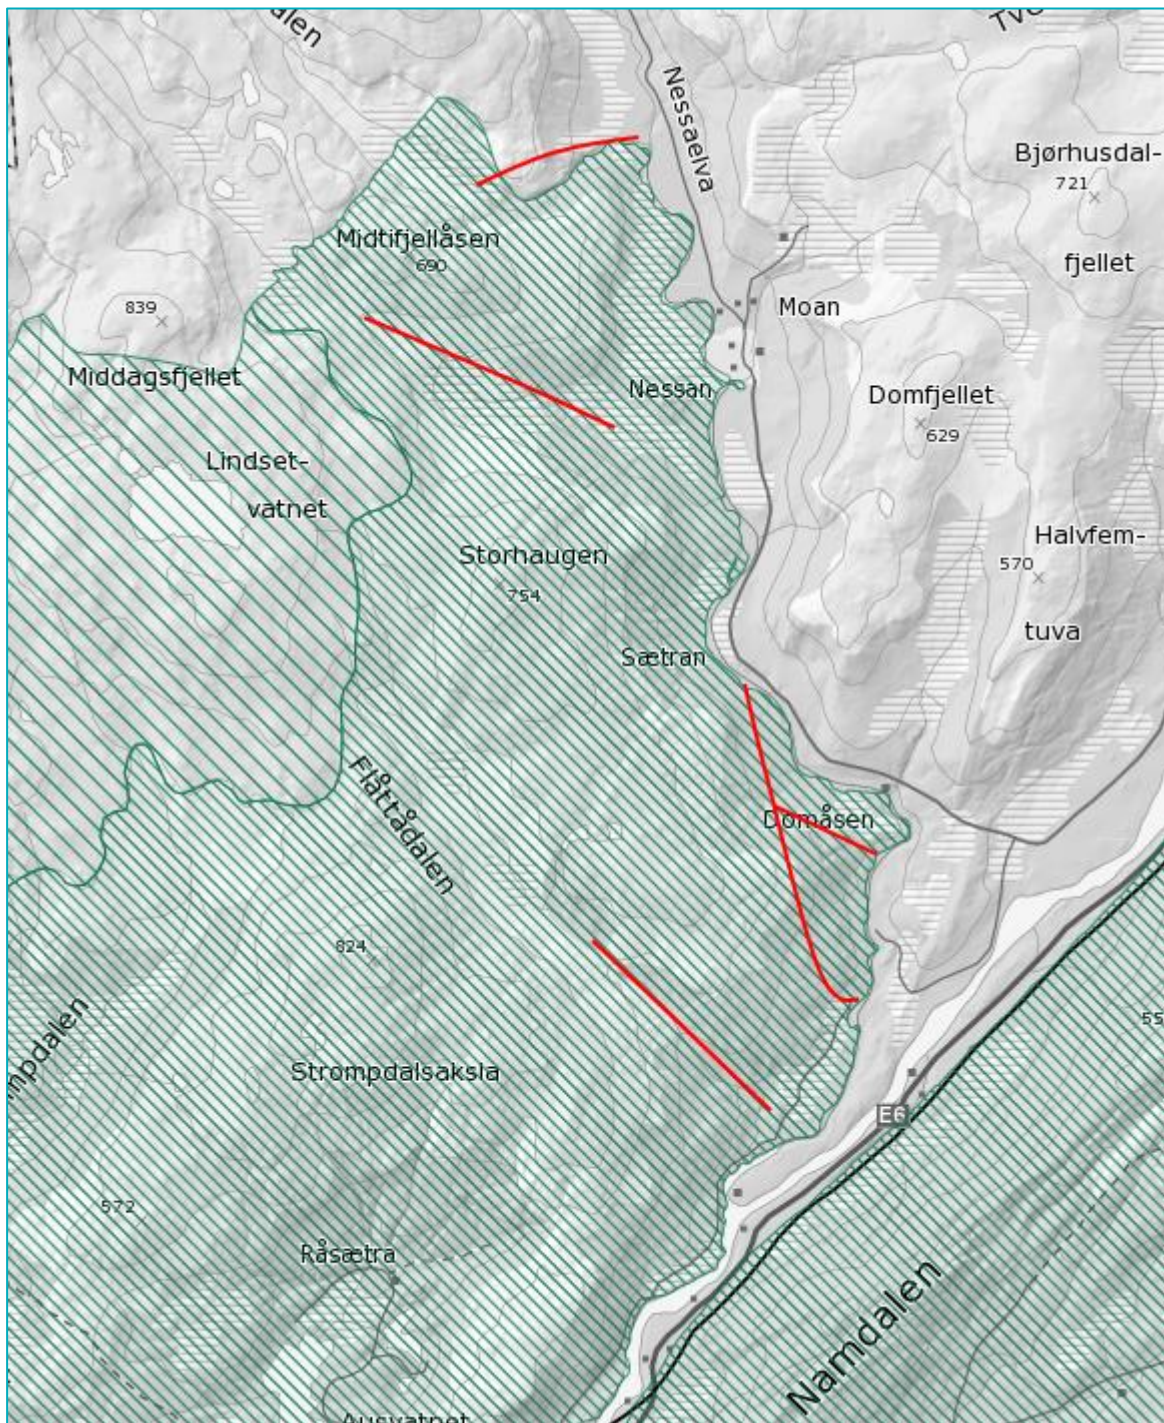 Nessaelva
Bjørhusdal-
721
fjellet
Midtifjellåsen
690
839
Moan
Middagsfjellet
Nessan
Domfjellet
629
Lindset-
vatnet
Halvfem-
570
tuva
Storhaugen
754
Sætran
Flåttådalen
Domåsen
824
Strompdalsaksla
E6
572
Råsætra
Namdalen